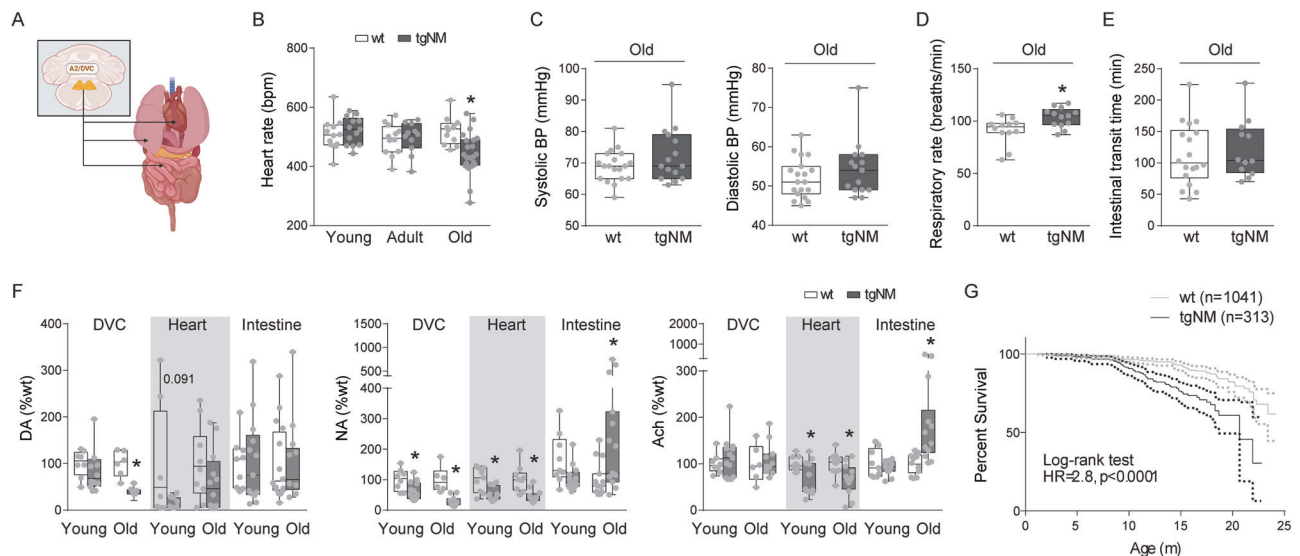 A
A2/DVC
B
wt tgNM
Heart rate (bpm)
800
600
400
200
*
Young Adult Old
C
Old
Systolic BP (mmHg)
100
90
80
70
60
50
wt tgNM
Old
Diastolic BP (mmHg)
80
70
60
50
40
wt tgNM
D
Old
Respiratory rate (breaths/min)
150
100
50
0
*
wt tgNM
E
Old
Intestinal transit time (min)
250
200
150
100
50
0
wt tgNM
F
wt tgNM
DVC Heart Intestine
DA (%wt)
400
300
200
100
0
0.091
*
Young Old Young Old Young Old
DVC Heart Intestine
NA (%wt)
1500
1000
500
400
300
200
100
0
* * * * *
Young Old Young Old Young Old
DVC Heart Intestine
Ach (%wt)
2000
1000
400
300
200
100
0
* * *
Young Old Young Old Young Old
G
wt (n=1041)
tgNM (n=313)
Percent Survival
100
50
0
Log-rank test
HR=2.8, p<0.0001
0 5 10 15 20 25
Age (m)